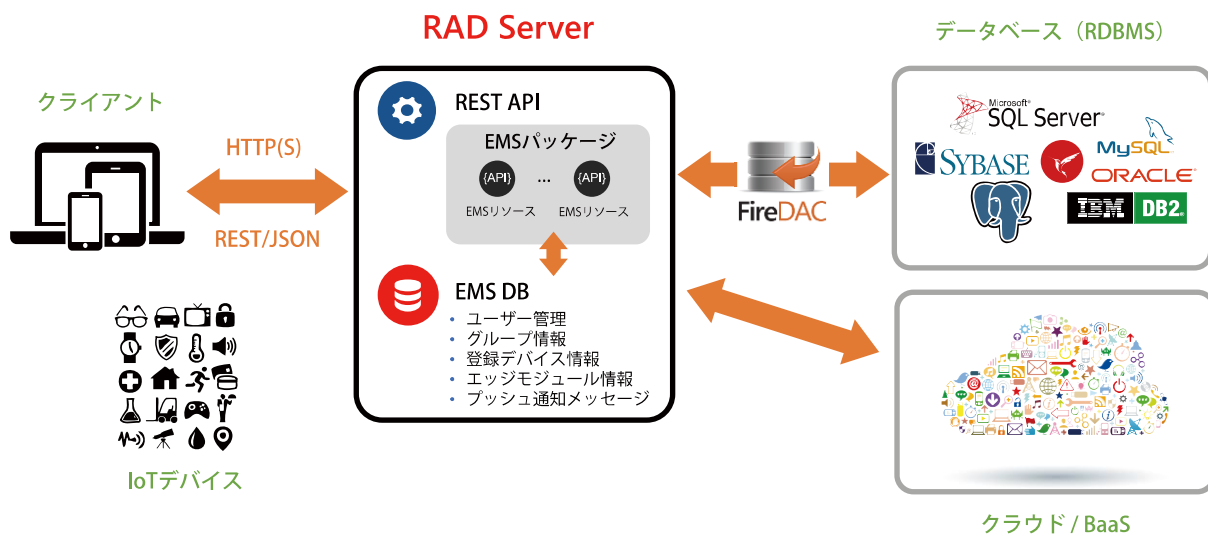 RAD Server
データベース（RDBMS）
クライアント
HTTP(S)
REST/JSON
IoTデバイス
REST API
EMSパッケージ
{API} ... {API}
EMSリソース EMSリソース
EMS DB
• ユーザー管理
• グループ情報
• 登録デバイス情報
• エッジモジュール情報
• プッシュ通知メッセージ
FireDAC
Microsoft®
SQL Server®
SYBASE
MySQL
ORACLE®
IBM DB2®
クラウド / BaaS